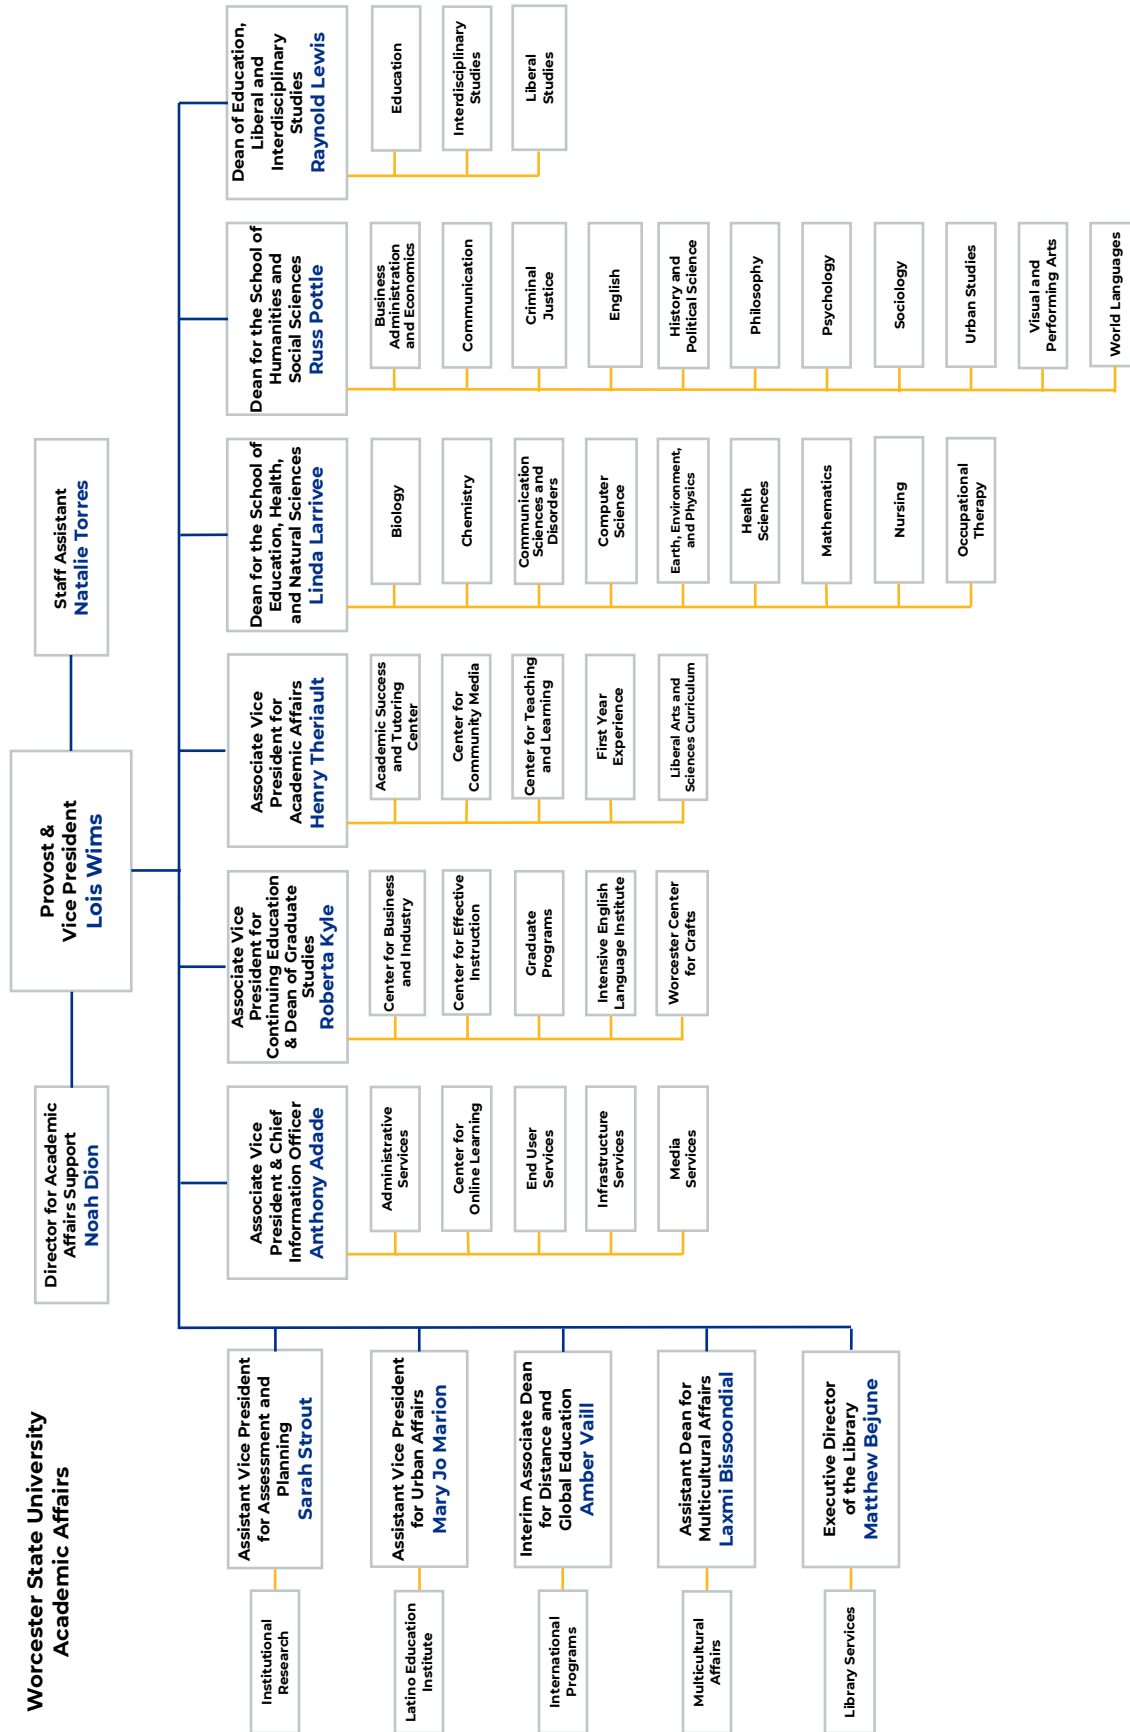 Worcester State University
Academic Affairs
Provost &
Vice President
Lois Wims
Director for Academic
Affairs Support
Noah Dion
Staff Assistant
Natalie Torres
Assistant Vice President
for Assessment and
Planning
Sarah Strout
Institutional
Research
Assistant Vice President
for Urban Affairs
Mary Jo Marion
Latino Education
Institute
Interim Associate Dean
for Distance and
Global Education
Amber Vaill
International
Programs
Assistant Dean for
Multicultural Affairs
Laxmi Bissoondial
Multicultural
Affairs
Executive Director
of the Library
Matthew Bejune
Library Services
Associate Vice
President & Chief
Information Officer
Anthony Adade
Administrative
Services
Center for
Online Learning
End User
Services
Infrastructure
Services
Media
Services
Associate Vice
President for
Continuing Education
& Dean of Graduate
Studies
Roberta Kyle
Center for Business
and Industry
Center for Effective
Instruction
Graduate
Programs
Intensive English
Language Institute
Worcester Center
for Crafts
Associate Vice
President for
Academic Affairs
Henry Theriault
Academic Success
and Tutoring
Center
Center for
Community Media
Center for Teaching
and Learning
First Year
Experience
Liberal Arts and
Sciences Curriculum
Dean for the School of
Education, Health,
and Natural Sciences
Linda Larrivee
Biology
Chemistry
Communication
Sciences and
Disorders
Computer
Science
Earth, Environment,
and Physics
Health
Sciences
Mathematics
Nursing
Occupational
Therapy
Dean for the School of
Humanities and
Social Sciences
Russ Pottle
Business
Administration
and Economics
Communication
Criminal
Justice
English
History and
Political Science
Philosophy
Psychology
Sociology
Urban Studies
Visual and
Performing Arts
World Languages
Dean of Education,
Liberal and
Interdisciplinary
Studies
Raynold Lewis
Education
Interdisciplinary
Studies
Liberal
Studies